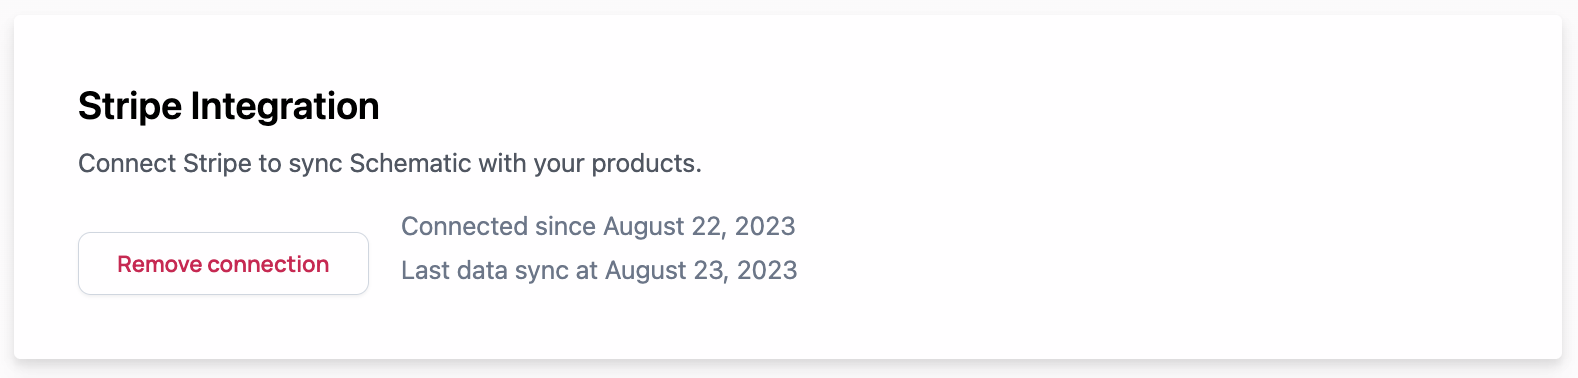 Stripe Integration
Connect Stripe to sync Schematic with your products.
Connected since August 22, 2023
Remove connection
Last data sync at August 23, 2023